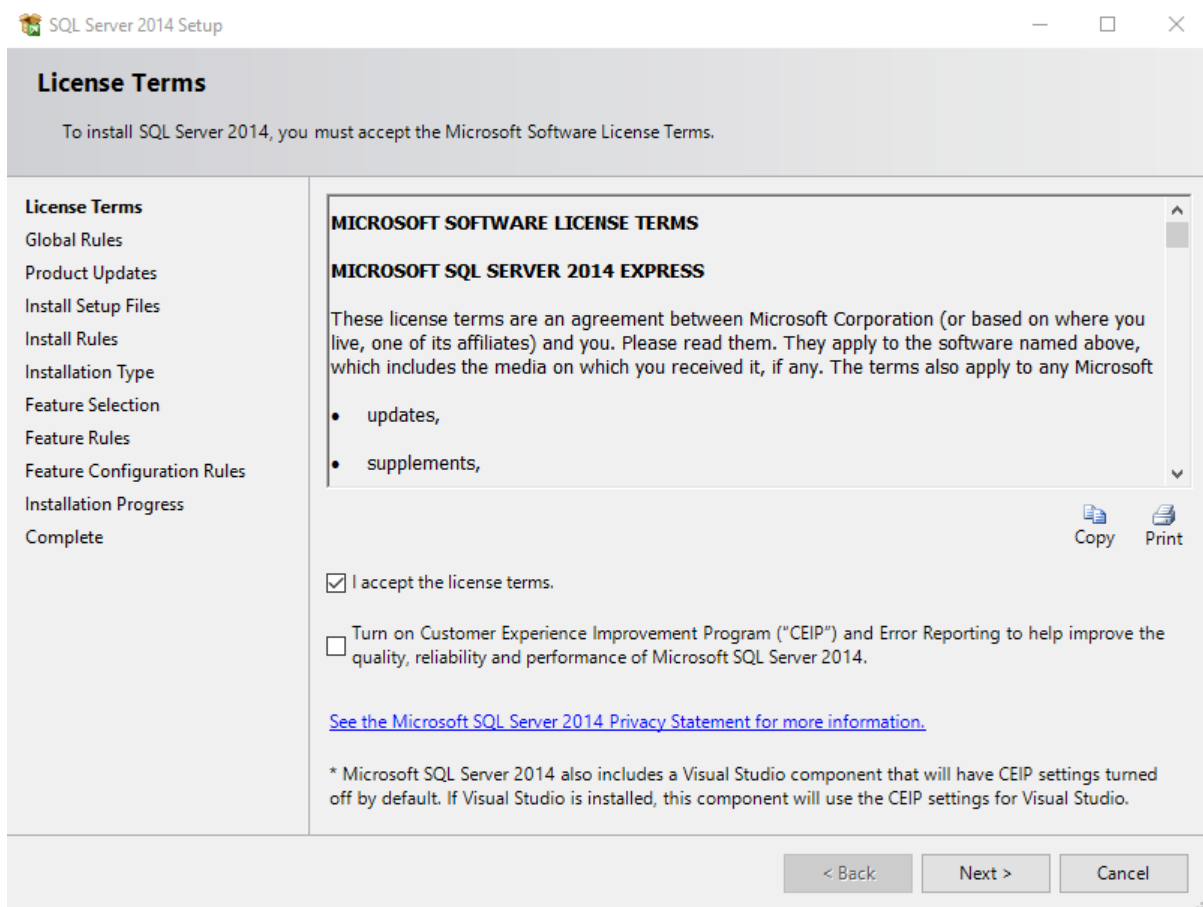 SQL Server 2014 Setup
License Terms
To install SQL Server 2014, you must accept the Microsoft Software License Terms.
License Terms
Global Rules
Product Updates
Install Setup Files
Install Rules
Installation Type
Feature Selection
Feature Rules
Feature Configuration Rules
Installation Progress
Complete
MICROSOFT SOFTWARE LICENSE TERMS
MICROSOFT SQL SERVER 2014 EXPRESS
These license terms are an agreement between Microsoft Corporation (or based on where you
live, one of its affiliates) and you. Please read them. They apply to the software named above,
which includes the media on which you received it, if any. The terms also apply to any Microsoft
• updates,
• supplements,
Copy Print
I accept the license terms.
Turn on Customer Experience Improvement Program (“CEIP”) and Error Reporting to help improve the
quality, reliability and performance of Microsoft SQL Server 2014.
See the Microsoft SQL Server 2014 Privacy Statement for more information.
* Microsoft SQL Server 2014 also includes a Visual Studio component that will have CEIP settings turned
off by default. If Visual Studio is installed, this component will use the CEIP settings for Visual Studio.
< Back Next > Cancel